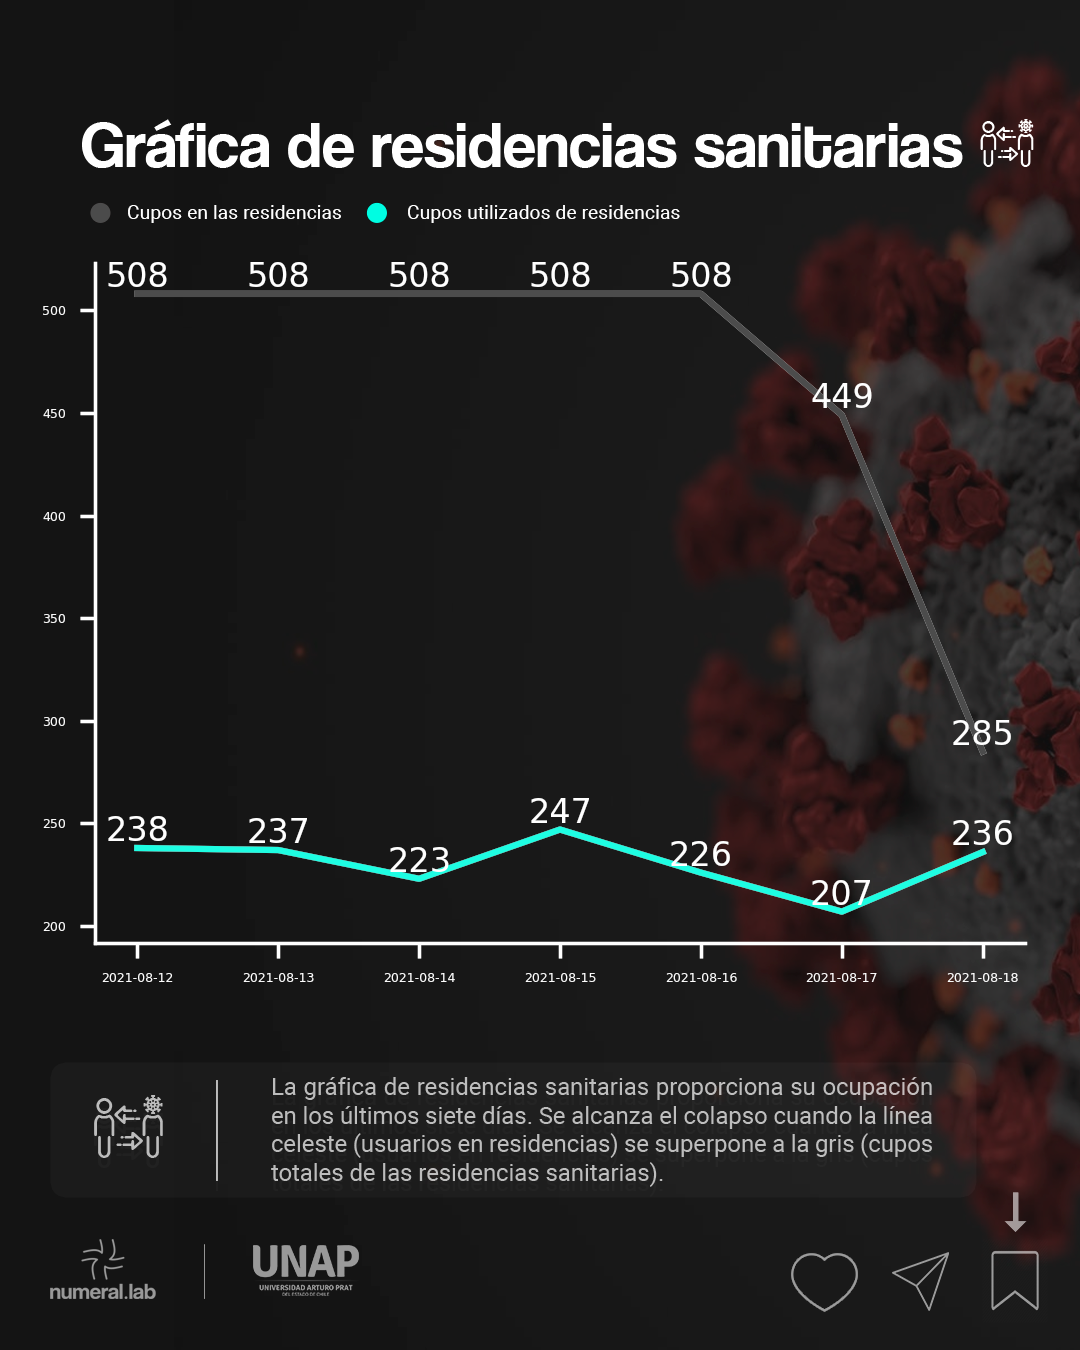 Gráfica de residencias sanitarias
Cupos en las residencias
Cupos utilizados de residencias
508 508 508 508 508
500
449
450
400
350
300
285
250
238 237 223 247 226 207 236
200
2021-08-12 2021-08-13 2021-08-14 2021-08-15 2021-08-16 2021-08-17 2021-08-18
La gráfica de residencias sanitarias proporciona su ocupación
en los últimos siete días. Se alcanza el colapso cuando la línea
celeste (usuarios en residencias) se superpone a la gris (cupos
totales de las residencias sanitarias).
numeral.lab
UNAP
UNIVERSIDAD ARTURO PRAT
DEL ESTADO DE CHILE